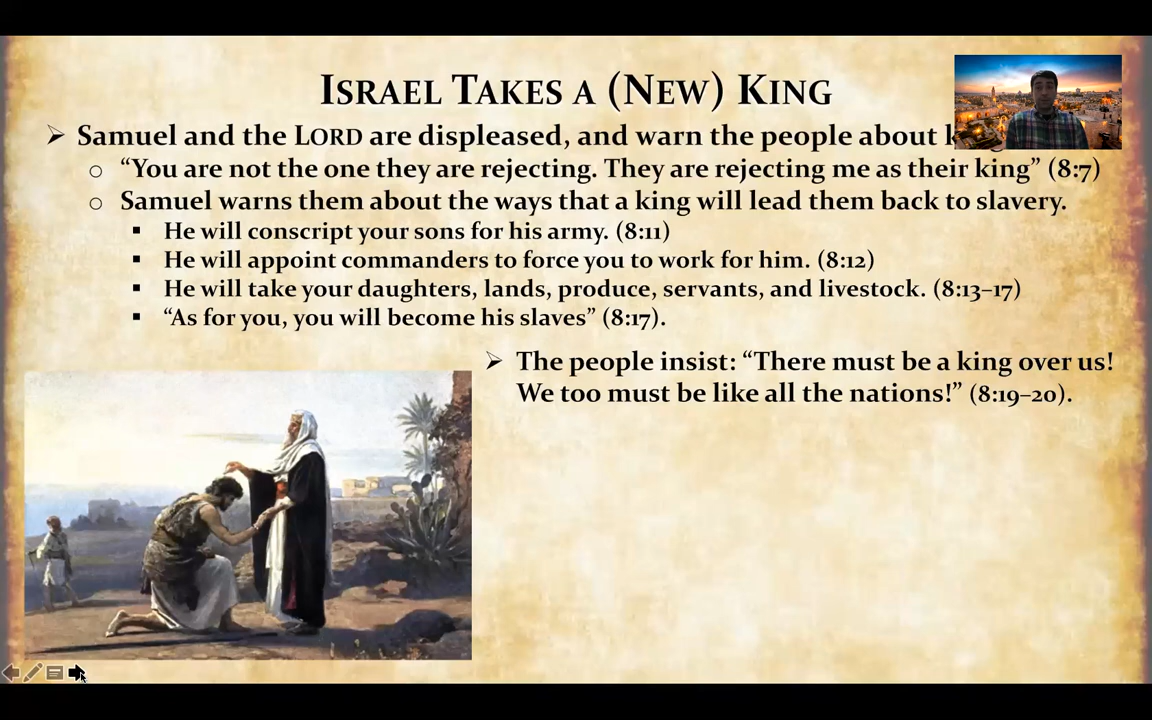 ISRAEL TAKES A (NEW) KING
➢ Samuel and the LORD are displeased, and warn the people about
o “You are not the one they are rejecting. They are rejecting me as their king” (8:7)
o Samuel warns them about the ways that a king will lead them back to slavery.
▪ He will conscript your sons for his army. (8:11)
▪ He will appoint commanders to force you to work for him. (8:12)
▪ He will take your daughters, lands, produce, servants, and livestock. (8:13–17)
▪ “As for you, you will become his slaves” (8:17).
➢ The people insist: “There must be a king over us!
We too must be like all the nations!” (8:19–20).